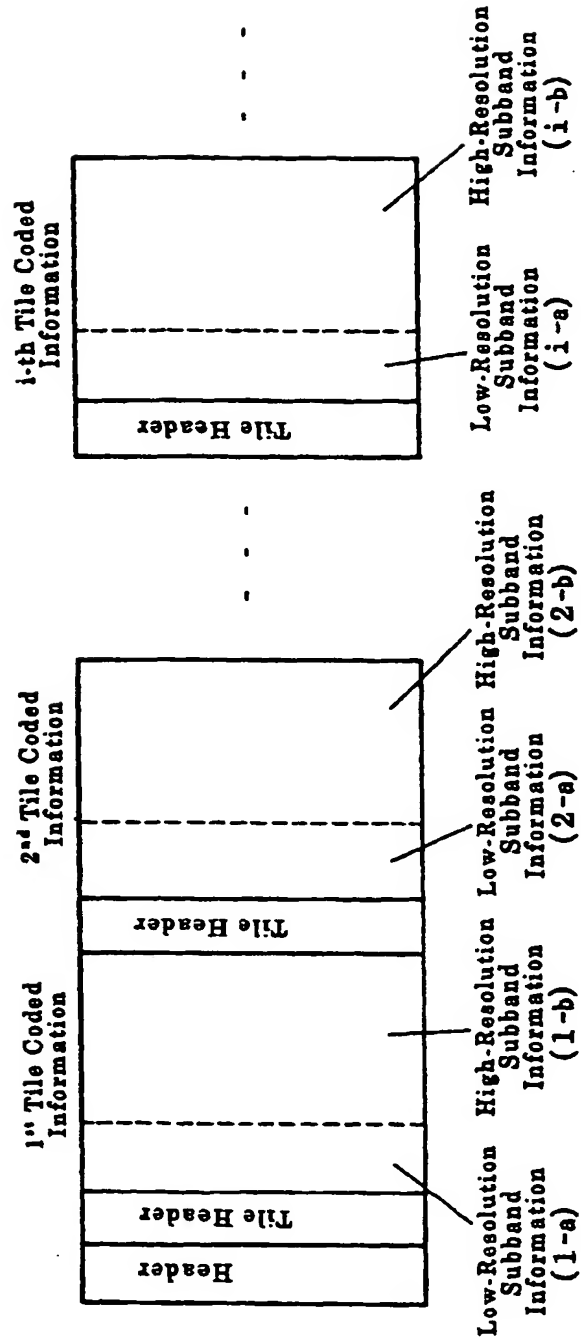 1st Tile Coded
Information
2nd Tile Coded
Information
i-th Tile Coded
Information
Header
Tile Header
Tile Header
Tile Header
Low-Resolution
Subband
Information
(1-a)
High-Resolution
Subband
Information
(1-b)
Low-Resolution
Subband
Information
(2-a)
High-Resolution
Subband
Information
(2-b)
Low-Resolution
Subband
Information
(i-a)
High-Resolution
Subband
Information
(i-b)